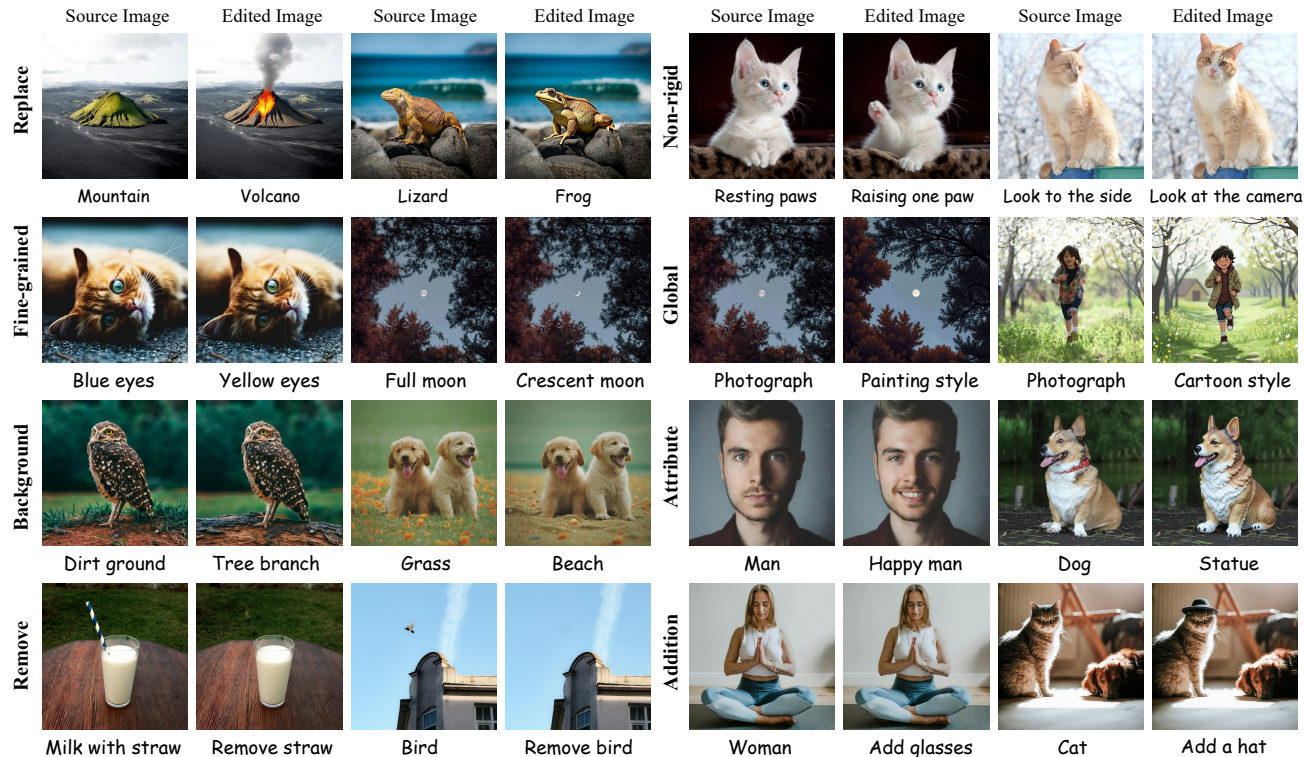 Source Image Edited Image Source Image Edited Image Source Image Edited Image Source Image Edited Image
Replace
Mountain Volcano Lizard Frog
Non-rigid
Resting paws Raising one paw Look to the side Look at the camera
Fine-grained
Blue eyes Yellow eyes Full moon Crescent moon
Global
Photograph Painting style Photograph Cartoon style
Background
Dirt ground Tree branch Grass Beach
Attribute
Man Happy man Dog Statue
Remove
Milk with straw Remove straw Bird Remove bird
Addition
Woman Add glasses Cat Add a hat